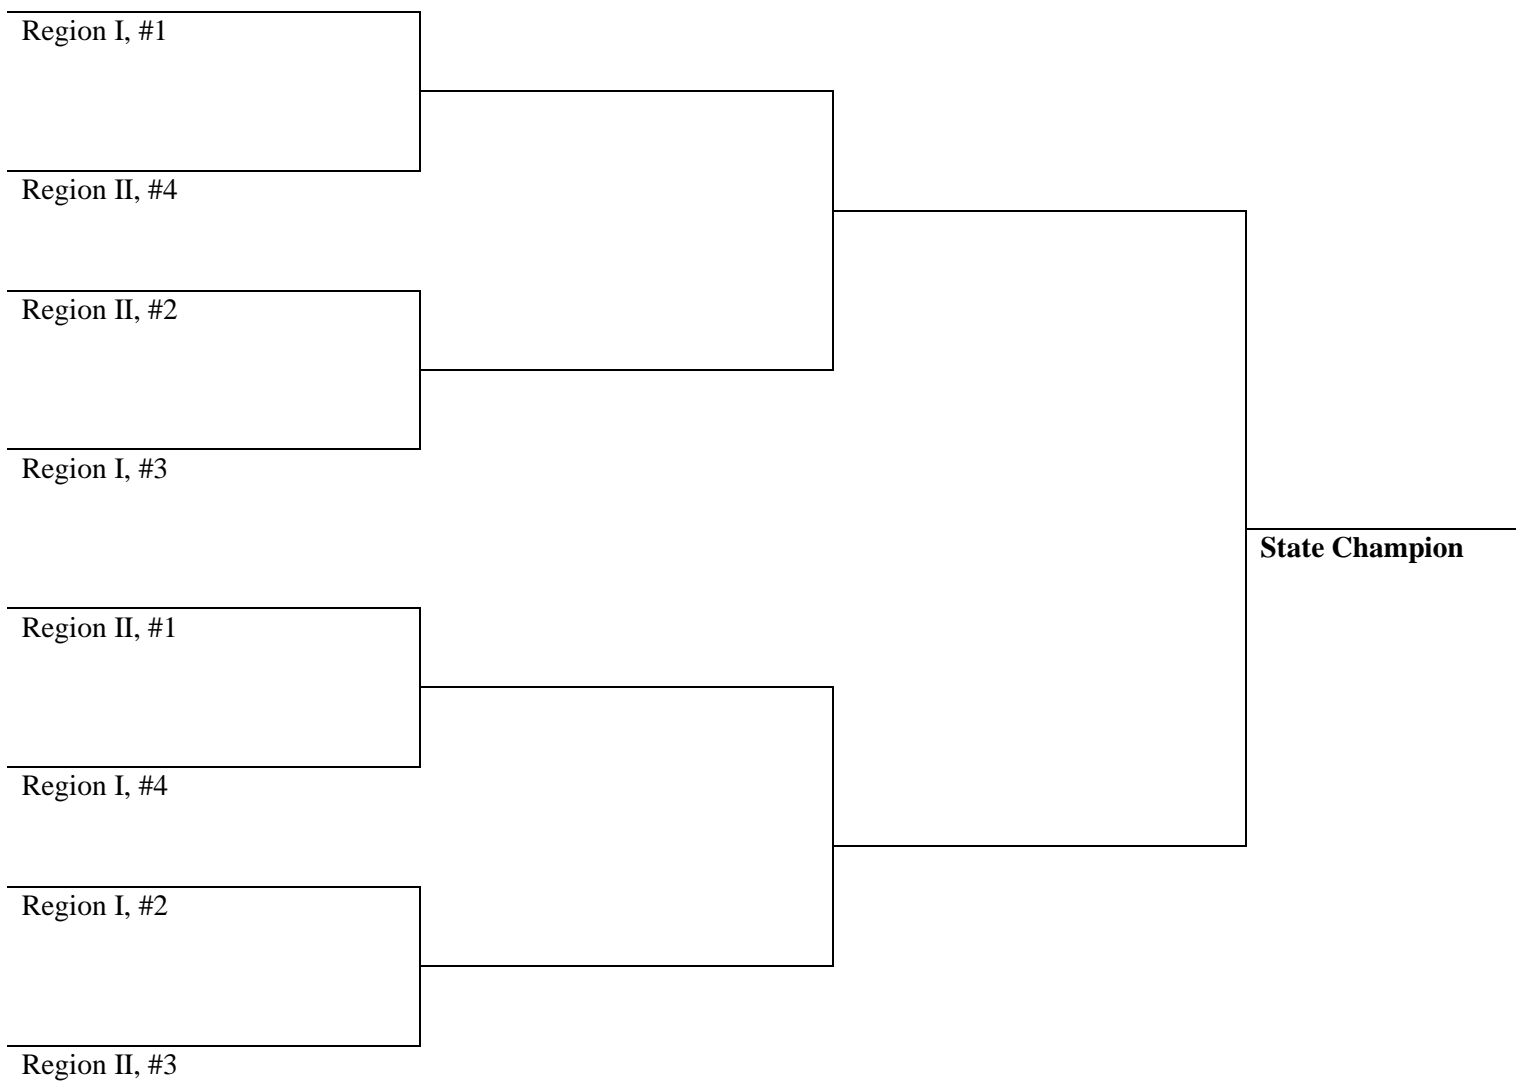 Region I, #1
Region II, #4
Region II, #2
Region I, #3
State Champion
Region II, #1
Region I, #4
Region I, #2
Region II, #3